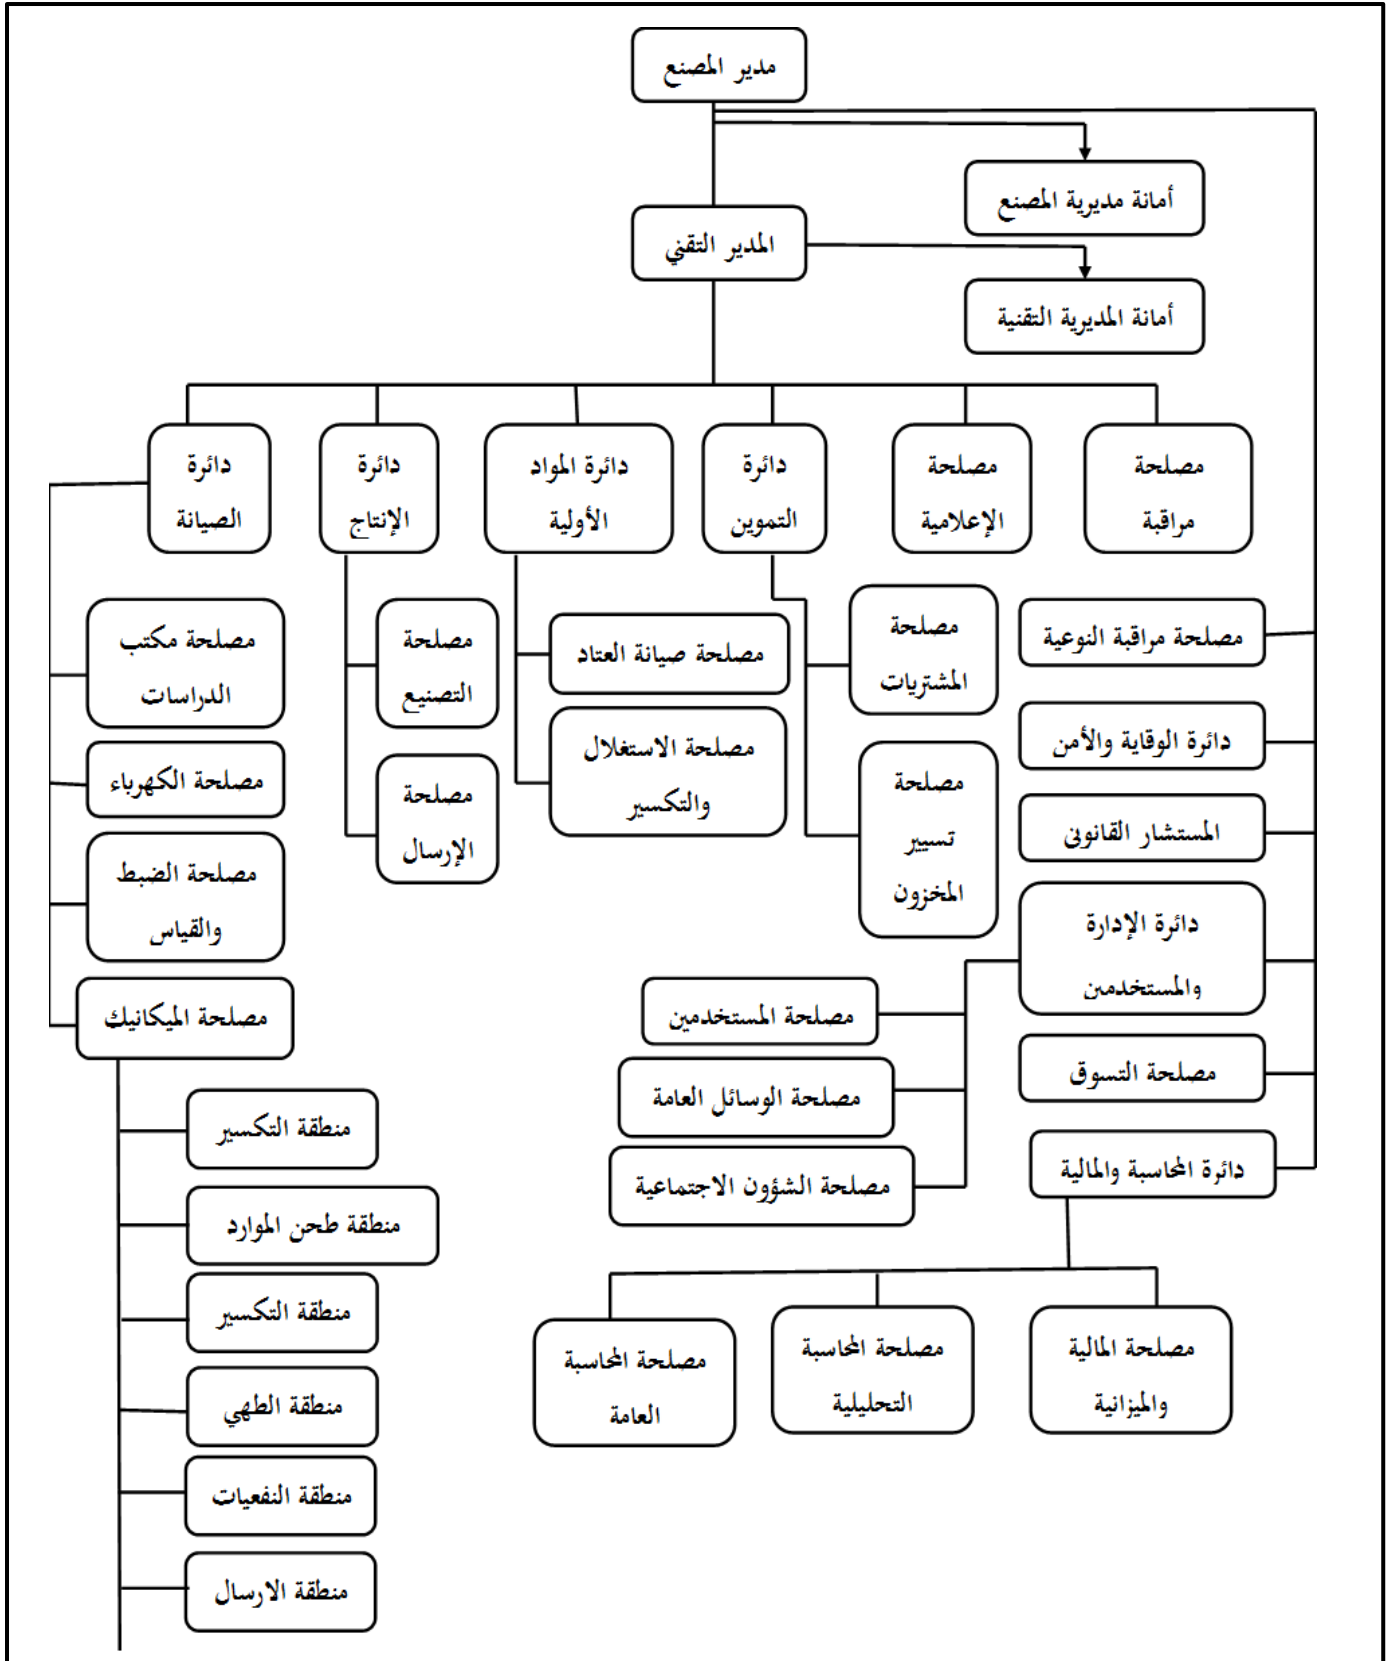 مدير المصنع
أمانة مديرية المصنع
المدير التقني
أمانة المديرية التقنية
مصلحة
مراقبة
مصلحة
الإعلامية
دائرة
التموين
دائرة المواد
الأولية
دائرة
الإنتاج
دائرة
الصيانة
مصلحة مراقبة النوعية
دائرة الوقاية والأمن
المستشار القانونى
دائرة الإدارة
والمستخدمين
مصلحة التسوق
دائرة المحاسبة والمالية
مصلحة
المشتريات
مصلحة
تسيير
المخزون
مصلحة صيانة العتاد
مصلحة الاستغلال
والتكسير
مصلحة
التصنيع
مصلحة
الإرسال
مصلحة مكتب
الدراسات
مصلحة الكهرباء
مصلحة الضبط
والقياس
مصلحة الميكانيك
مصلحة المستخدمين
مصلحة الوسائل العامة
مصلحة الشؤون الاجتماعية
مصلحة المالية
والميزانية
مصلحة المحاسبة
التحليلية
مصلحة المحاسبة
العامة
منطقة التكسير
منطقة طحن الموارد
منطقة التكسير
منطقة الطهي
منطقة النفعيات
منطقة الارسال